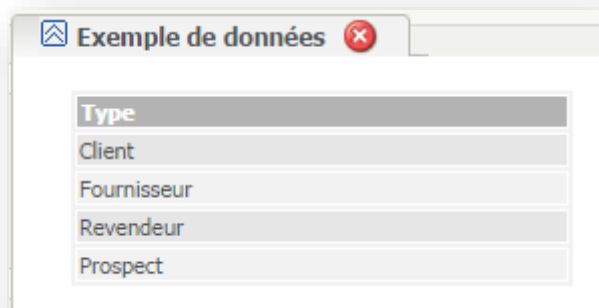 Exemple de données
Type
Client
Fournisseur
Revendeur
Prospect